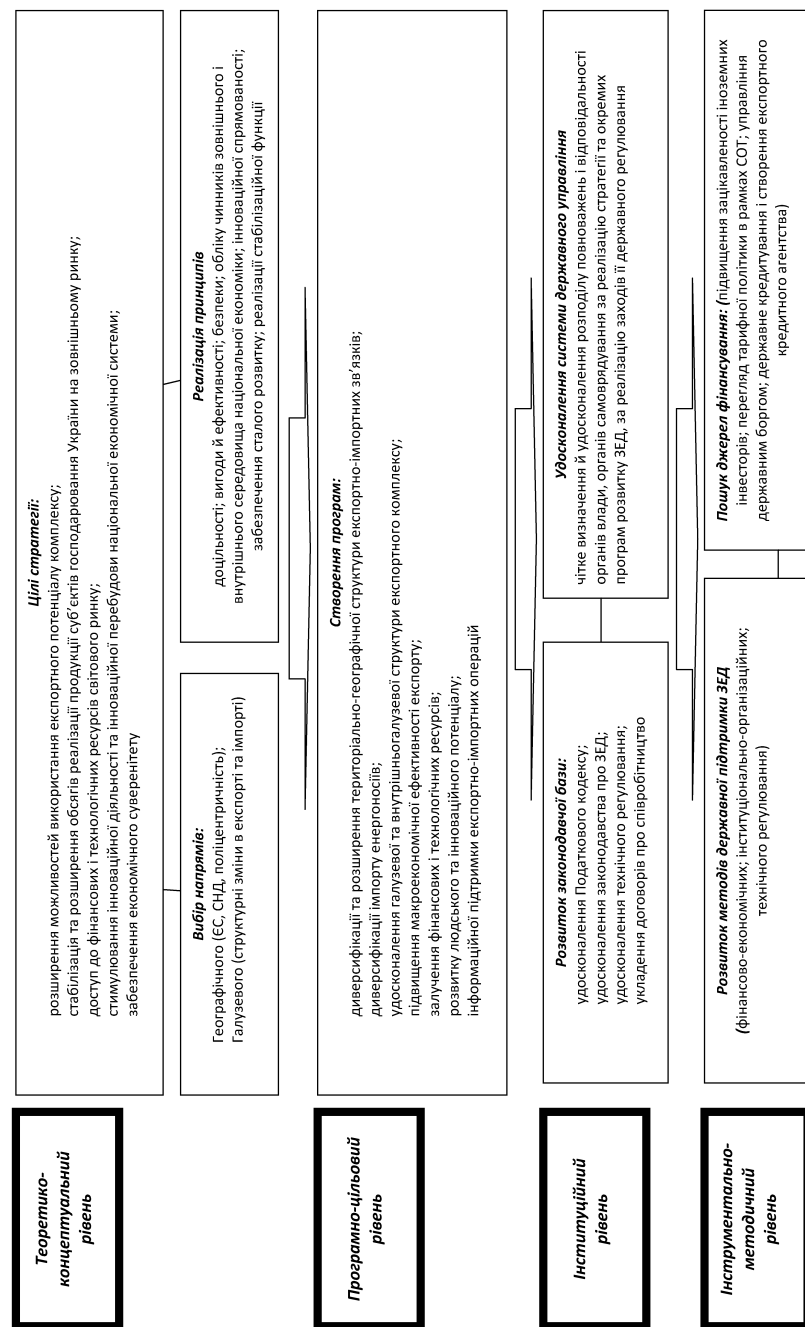 Теоретико-
концептуальний
рівень
Цілі стратегії:
розширення можливостей використання експортного потенціалу комплексу;
стабілізація та розширення обсягів реалізації продукції суб’єктів господарювання України на зовнішньому ринку;
доступ до фінансових і технологічних ресурсів світового ринку;
стимулювання інноваційної діяльності та інноваційної перебудови національної економічної системи;
забезпечення економічного суверенітету
Вибір напрямів:
Географічного (ЄС, СНД, поліцентричність);
Галузевого (структурні зміни в експорті та імпорті)
Реалізація принципів
доцільності; вигоди й ефективності; безпеки; обліку чинників зовнішнього і
внутрішнього середовища національної економіки; інноваційної спрямованості;
забезпечення сталого розвитку; реалізації стабілізаційної функції
Програмно-цільовий
рівень
Створення програм:
диверсифікації та розширення територіально-географічної структури експортно-імпортних зв’язків;
диверсифікації імпорту енергоносіїв;
удосконалення галузевої та внутрішньогалузевої структури експортного комплексу;
підвищення макроекономічної ефективності експорту;
залучення фінансових і технологічних ресурсів;
розвитку людського та інноваційного потенціалу;
інформаційної підтримки експортно-імпортних операцій
Інституційний
рівень
Розвиток законодавчої бази:
удосконалення Податкового кодексу;
удосконалення законодавства про ЗЕД;
удосконалення технічного регулювання;
укладення договорів про співробітництво
Удосконалення системи державного управління
чітке визначення й удосконалення розподілу повноважень і відповідальності
органів влади, органів самоврядування за реалізацію стратегії та окремих
програм розвитку ЗЕД, за реалізацію заходів її державного регулювання
Інструментально-
методичний
рівень
Розвиток методів державної підтримки ЗЕД
(фінансово-економічних; інституціонально-організаційних;
технічного регулювання)
Пошук джерел фінансування: (підвищення зацікавленості іноземних
інвесторів; перегляд тарифної політики в рамках СОТ; управління
державним боргом; державне кредитування і створення експортного
кредитного агентства)